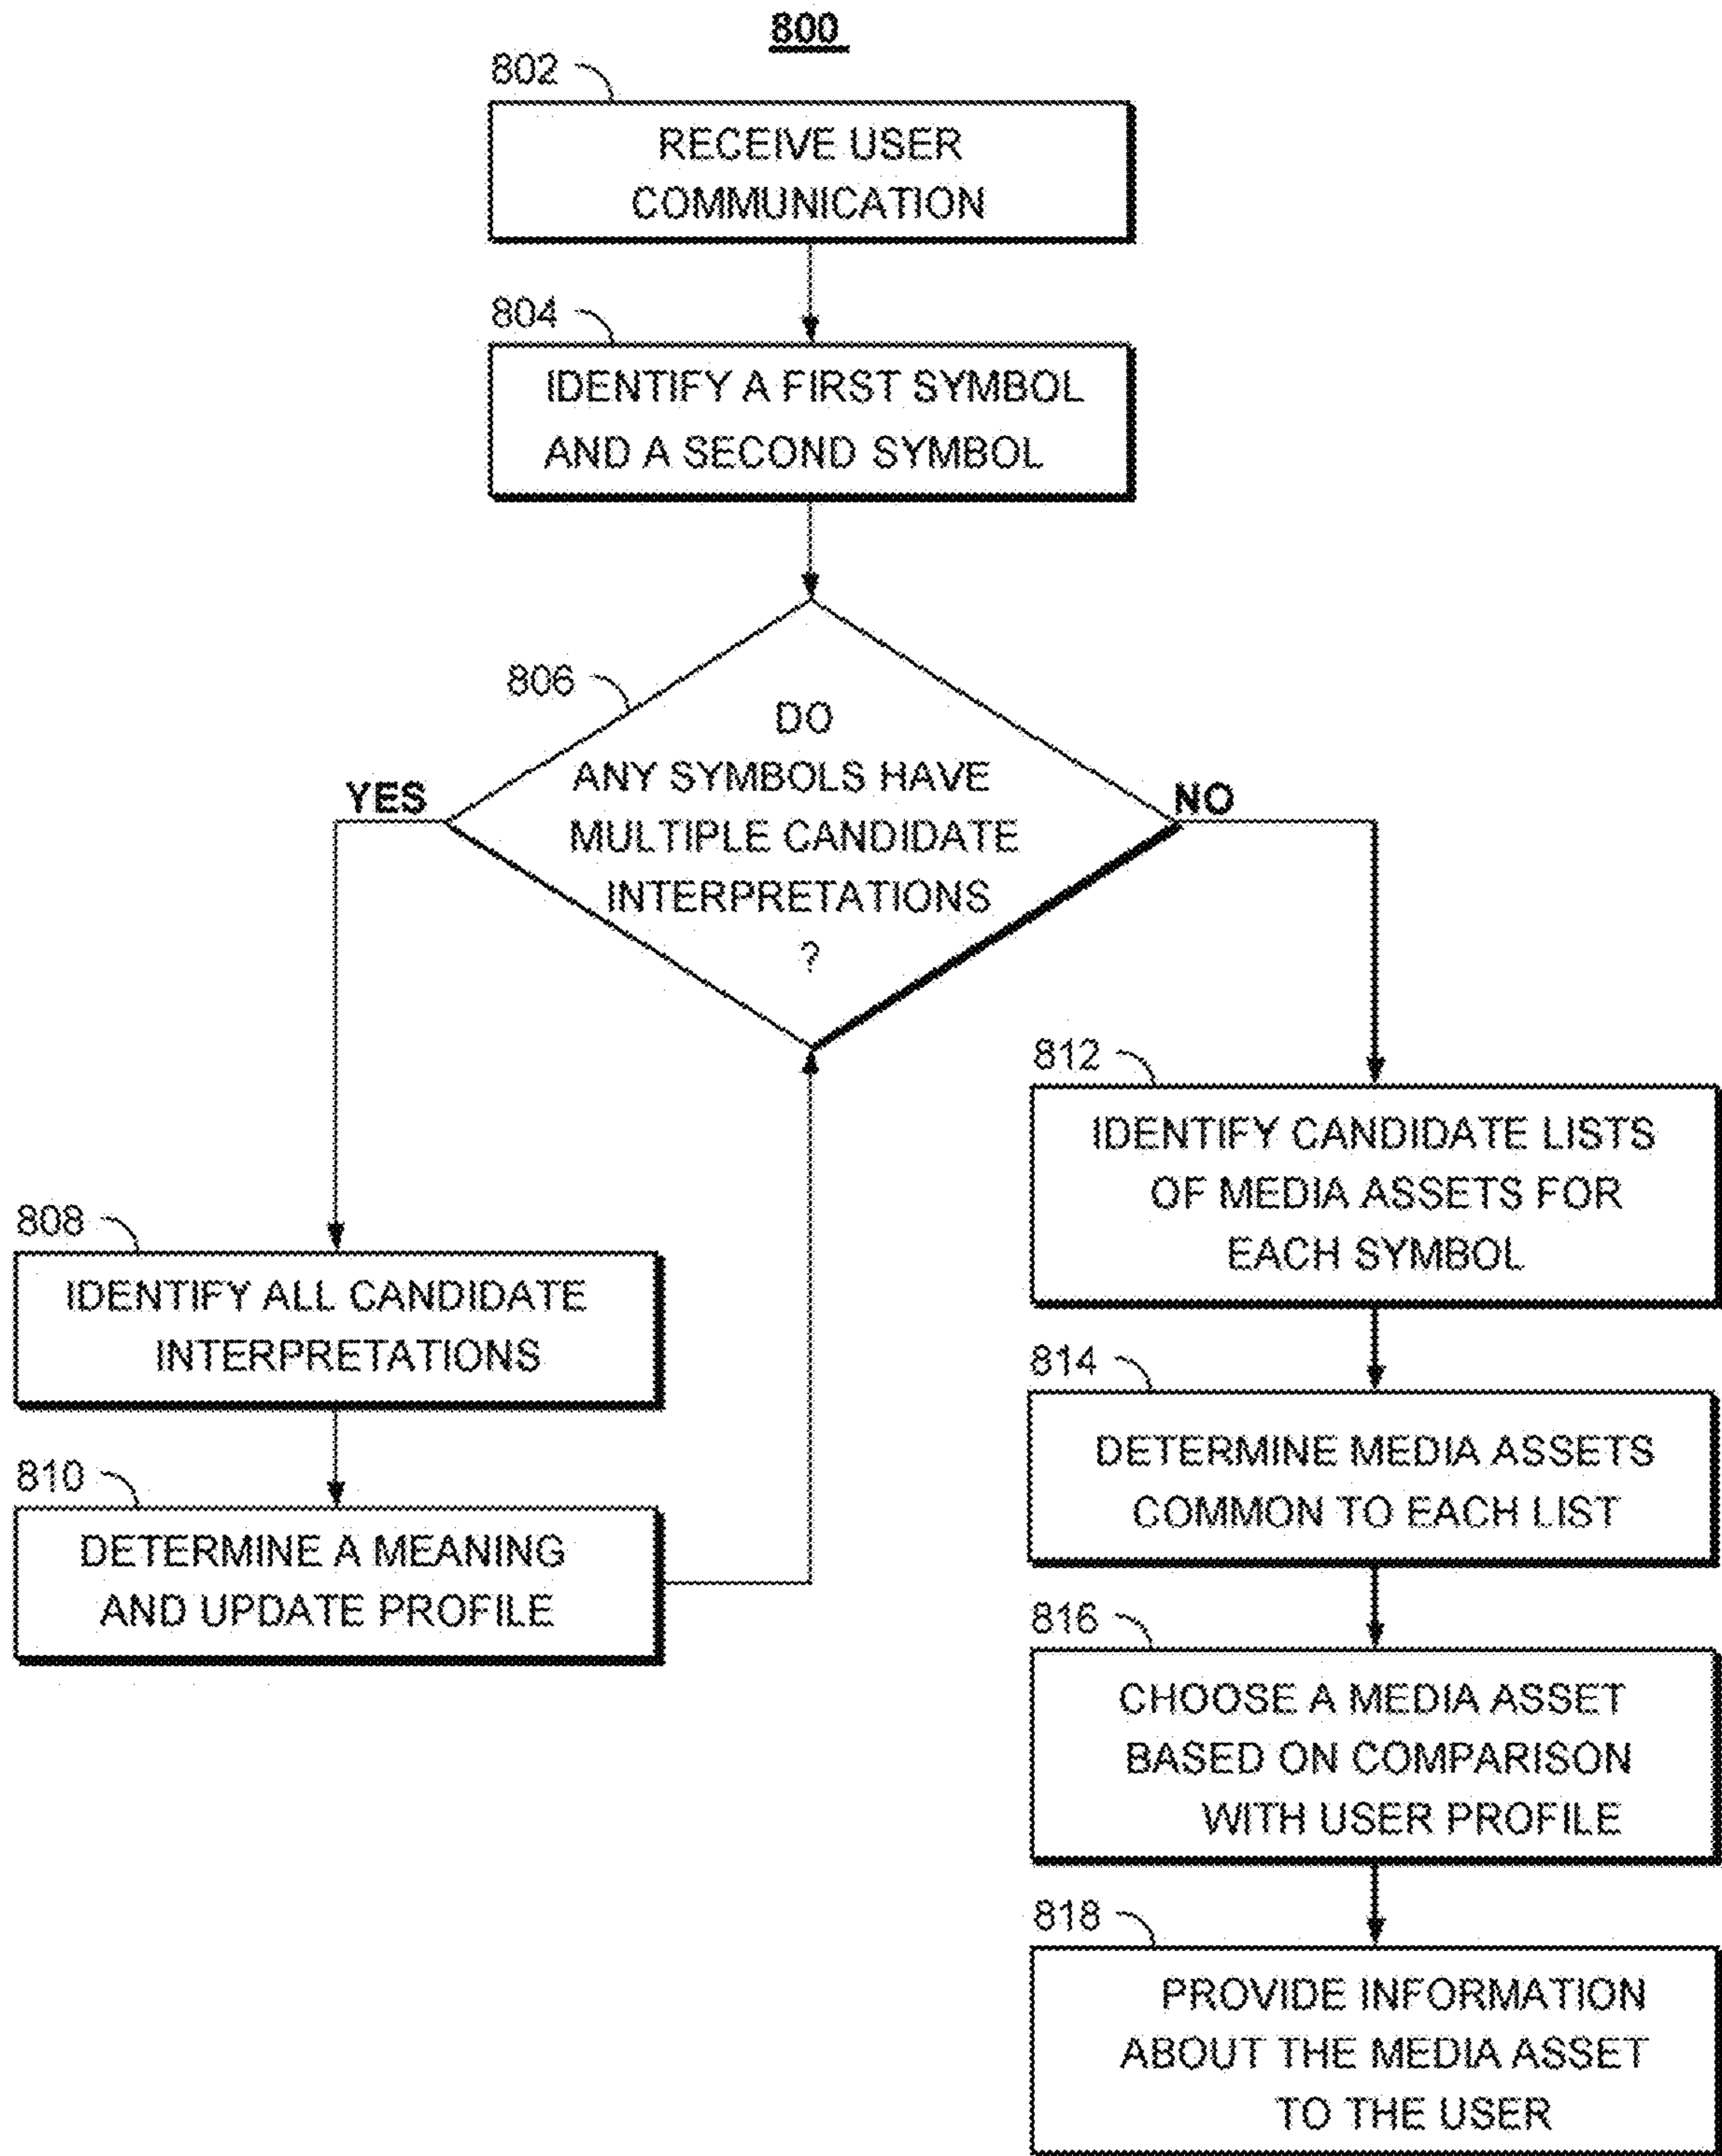 800
802
RECEIVE USER
COMMUNICATION
804
IDENTIFY A FIRST SYMBOL
AND A SECOND SYMBOL
806
DO
ANY SYMBOLS HAVE
MULTIPLE CANDIDATE
INTERPRETATIONS
?
YES
NO
808
IDENTIFY ALL CANDIDATE
INTERPRETATIONS
810
DETERMINE A MEANING
AND UPDATE PROFILE
812
IDENTIFY CANDIDATE LISTS
OF MEDIA ASSETS FOR
EACH SYMBOL
814
DETERMINE MEDIA ASSETS
COMMON TO EACH LIST
816
CHOOSE A MEDIA ASSET
BASED ON COMPARISON
WITH USER PROFILE
818
PROVIDE INFORMATION
ABOUT THE MEDIA ASSET
TO THE USER